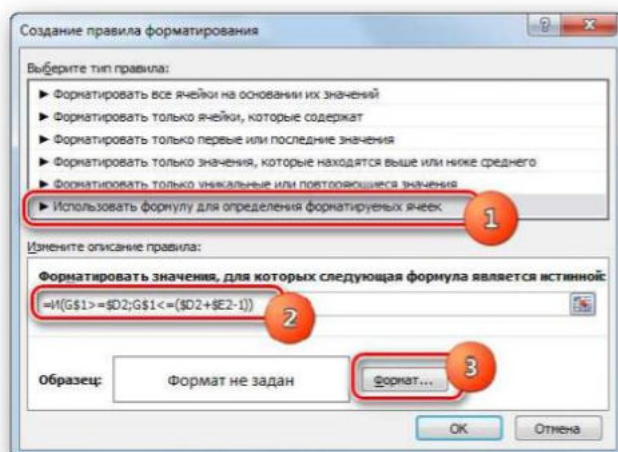 Создание правила форматирования
Выберите тип правила:
► Форматировать все ячейки на основании их значений
► Форматировать только ячейки, которые содержат
► Форматировать только первые или последние значения
► Форматировать только значения, которые находятся выше или ниже среднего
► Форматировать только уникальные или повторяющиеся значения
► Использовать формулу для определения форматируемых ячеек
1
Измените описание правила:
Форматировать значения, для которых следующая формула является истинной:
=И(G$1>=$D2;G$1<=($D2+$E2-1))
2
3
Образец:
Формат не задан
Формат...
ОК
Отмена